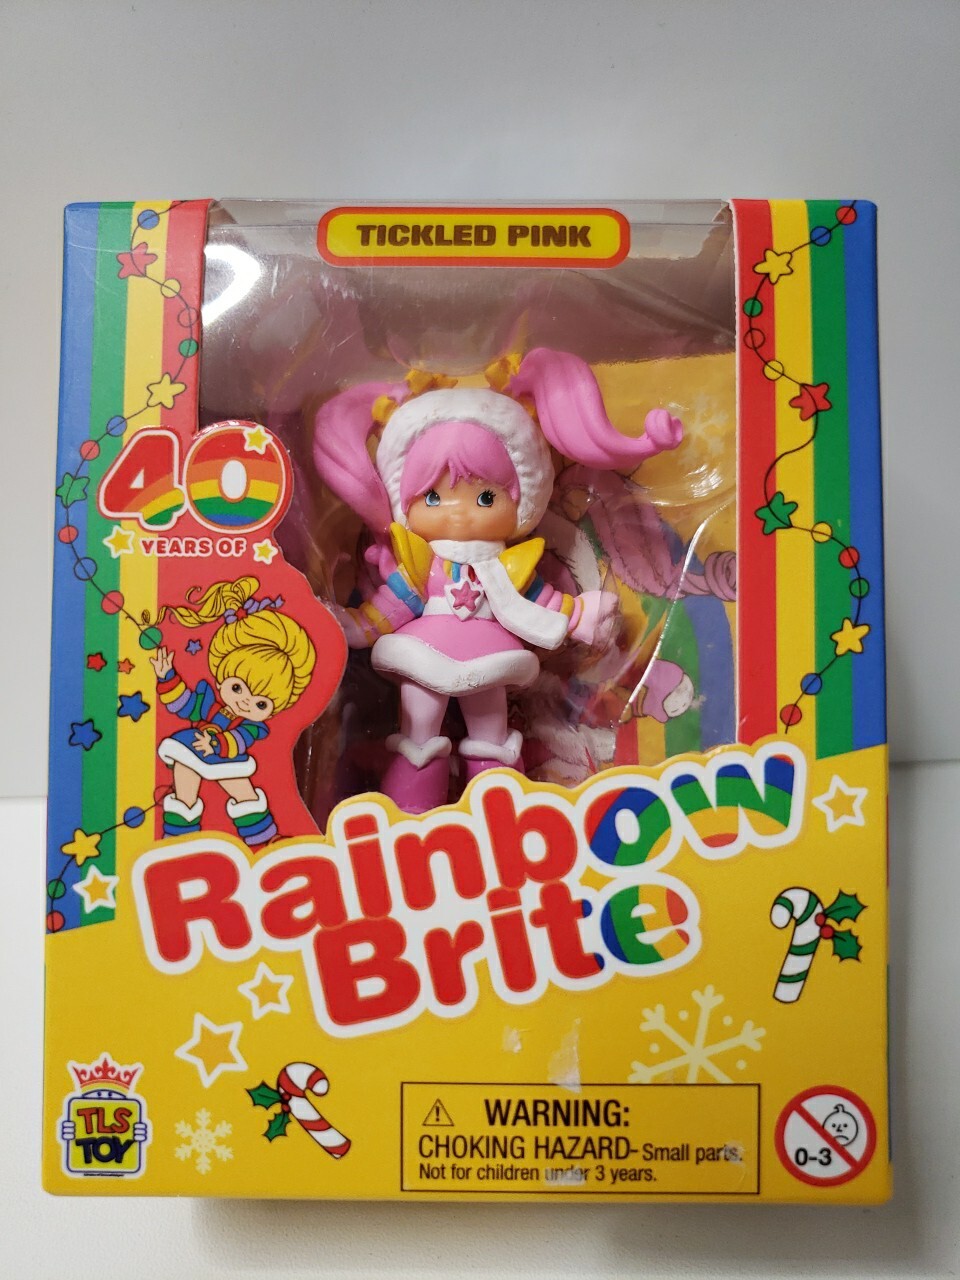 TICKLED PINK
40
YEARS OF
Rainbow
Brite
TLS
TOY
WARNING:
CHOKING HAZARD- Small parts.
Not for children under 3 years.
0-3